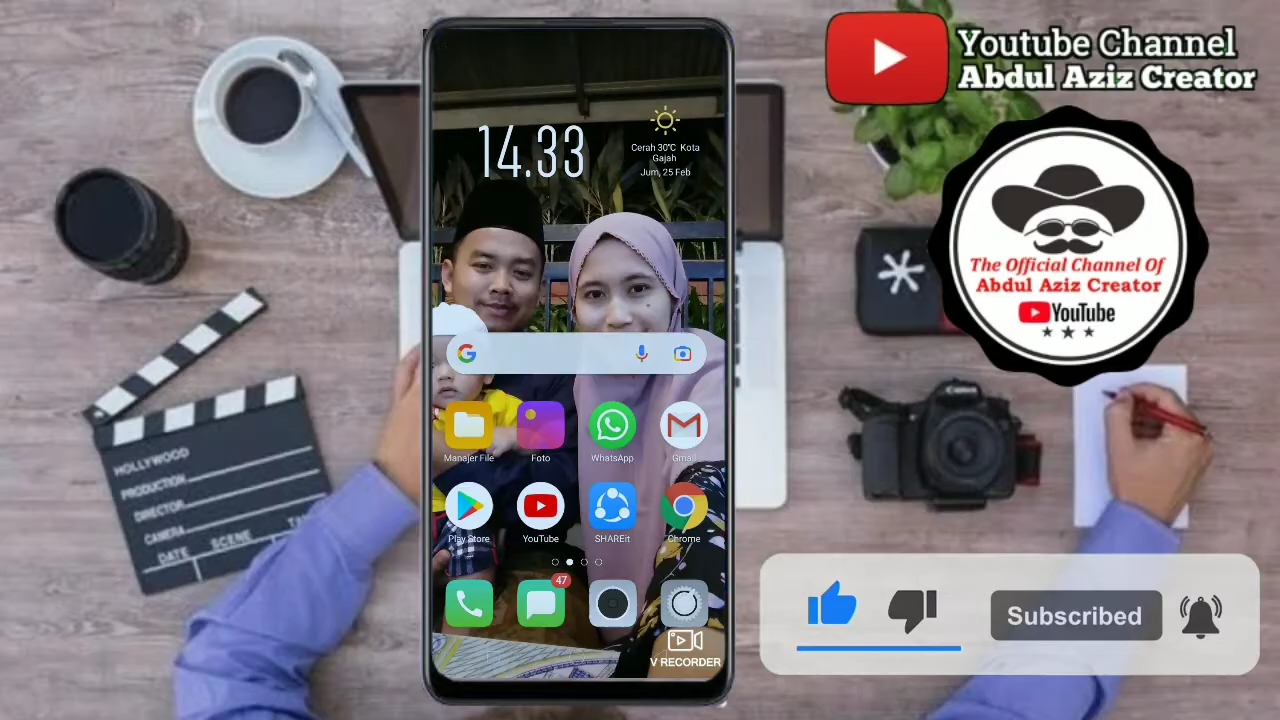 Youtube Channel
Abdul Aziz Creator
The Official Channel Of
Abdul Aziz Creator
YouTube
14.33
Cerah 30°C Kota
Gajah
Jum, 25 Feb
Manajer File
Foto
WhatsApp
Gmail
Play Store
YouTube
SHAREit
Chrome
47
V RECORDER
HOLLYWOOD
PRODUCTION
DIRECTOR
CAMERA
DATE SCENE
Canon
Subscribed